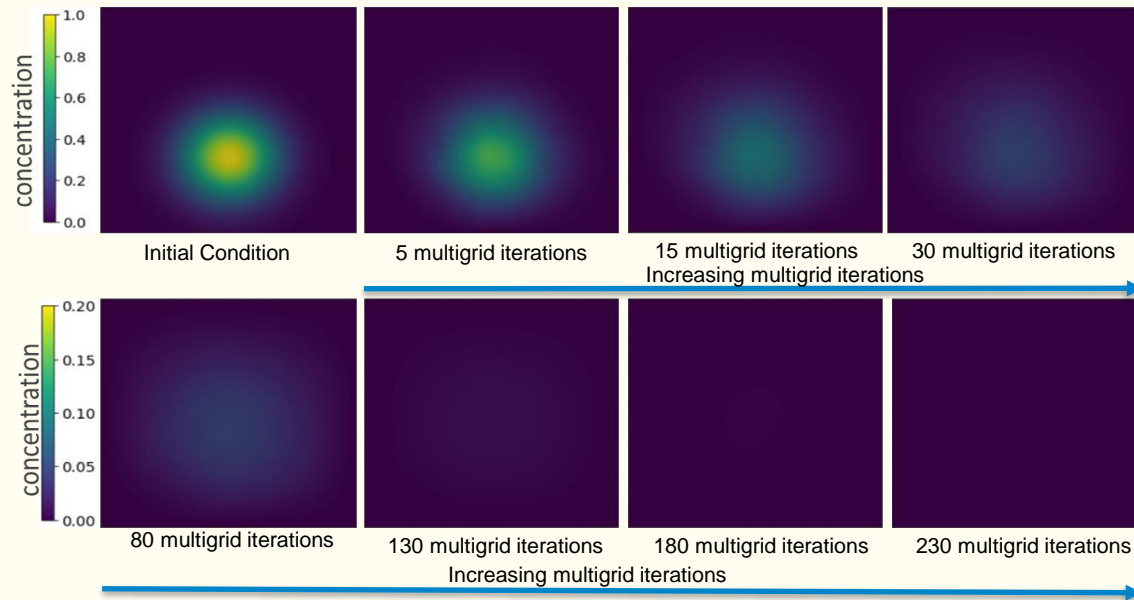 concentration
1.0
0.8
0.6
0.4
0.2
0.0
Initial Condition
5 multigrid iterations
15 multigrid iterations
30 multigrid iterations
Increasing multigrid iterations
concentration
0.20
0.15
0.10
0.05
0.00
80 multigrid iterations
130 multigrid iterations
180 multigrid iterations
230 multigrid iterations
Increasing multigrid iterations